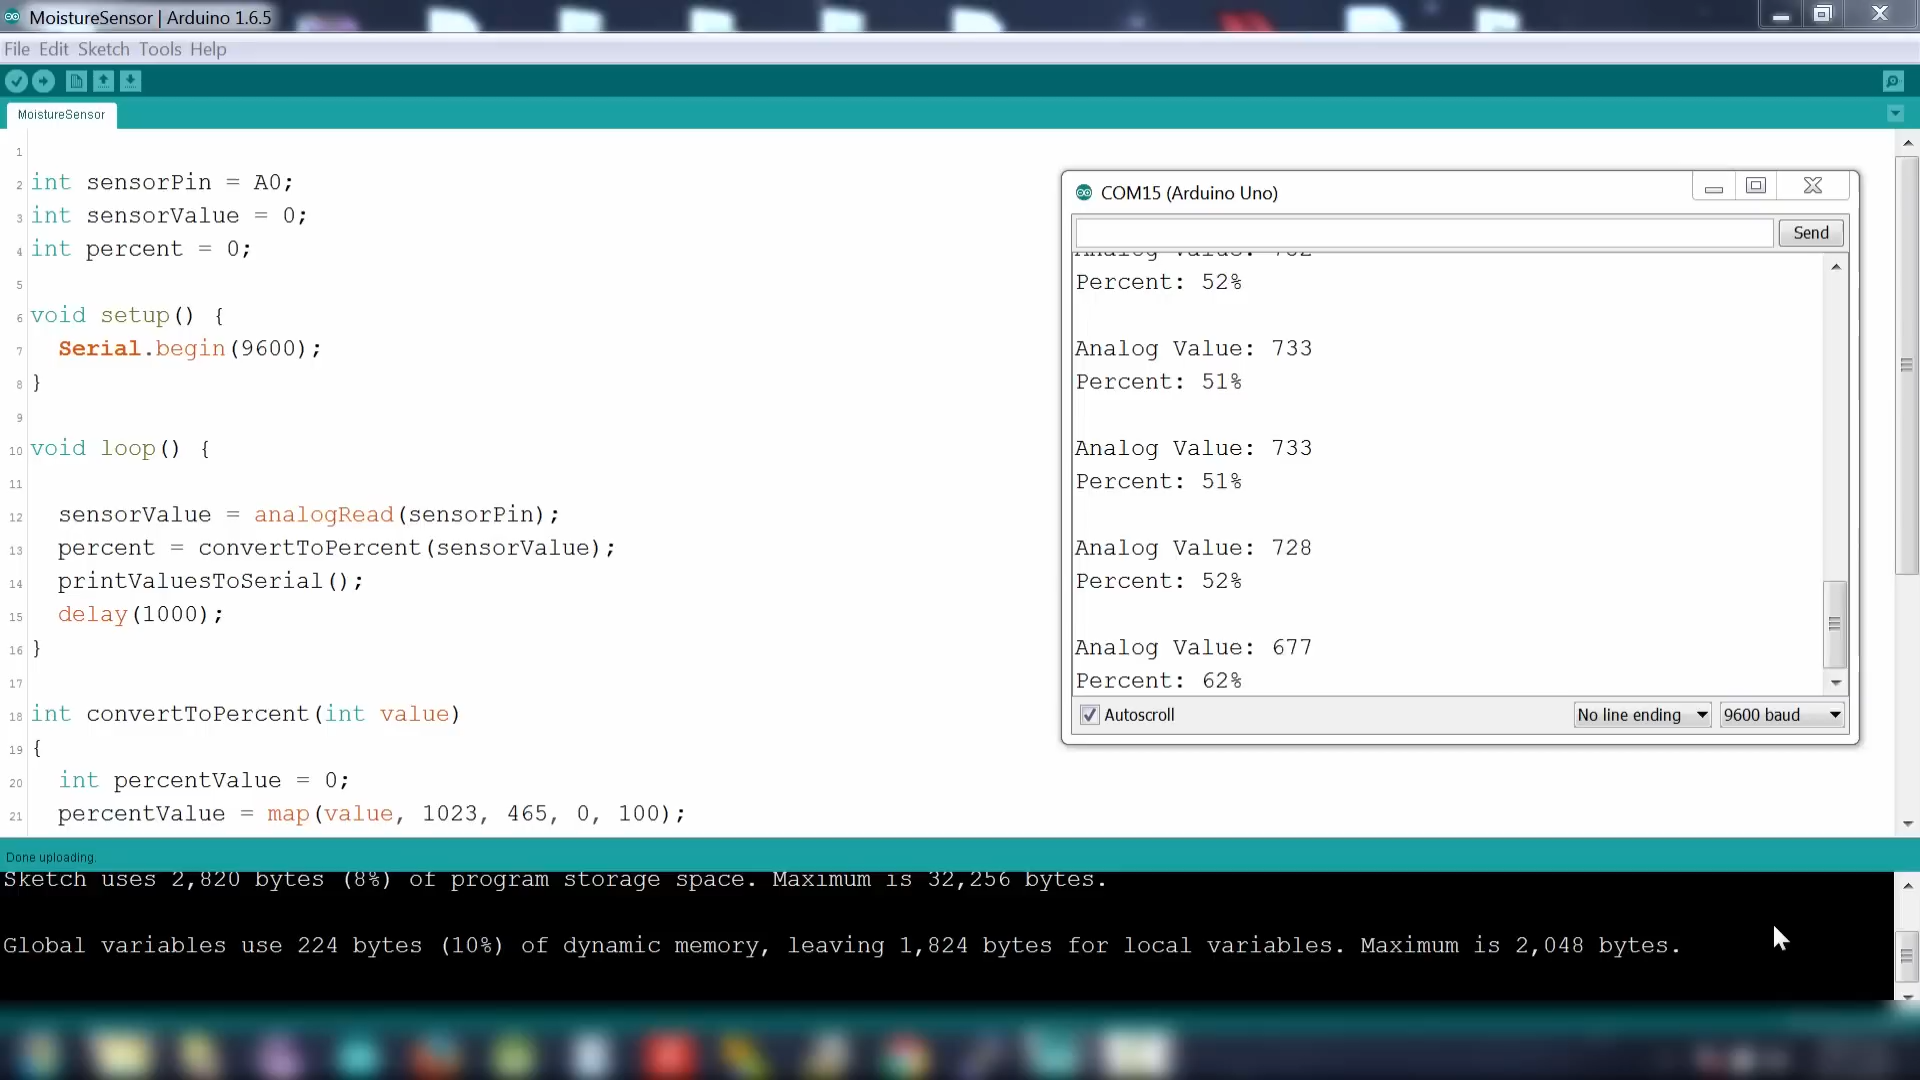 MoistureSensor | Arduino 1.6.5
File Edit Sketch Tools Help
MoistureSensor
1
2 int sensorPin = A0;
3 int sensorValue = 0;
4 int percent = 0;
5
6 void setup() {
7 Serial.begin(9600);
8 }
9
10 void loop() {
11
12 sensorValue = analogRead(sensorPin);
13 percent = convertToPercent(sensorValue);
14 printValuesToSerial();
15 delay(1000);
16 }
17
18 int convertToPercent(int value)
19 {
20 int percentValue = 0;
21 percentValue = map(value, 1023, 465, 0, 100);
COM15 (Arduino Uno)
Send
Analog Value:
Percent: 52%
Analog Value: 733
Percent: 51%
Analog Value: 733
Percent: 51%
Analog Value: 728
Percent: 52%
Analog Value: 677
Percent: 62%
Autoscroll
No line ending
9600 baud
Done uploading.
Sketch uses 2,820 bytes (8%) of program storage space. Maximum is 32,256 bytes.
Global variables use 224 bytes (10%) of dynamic memory, leaving 1,824 bytes for local variables. Maximum is 2,048 bytes.